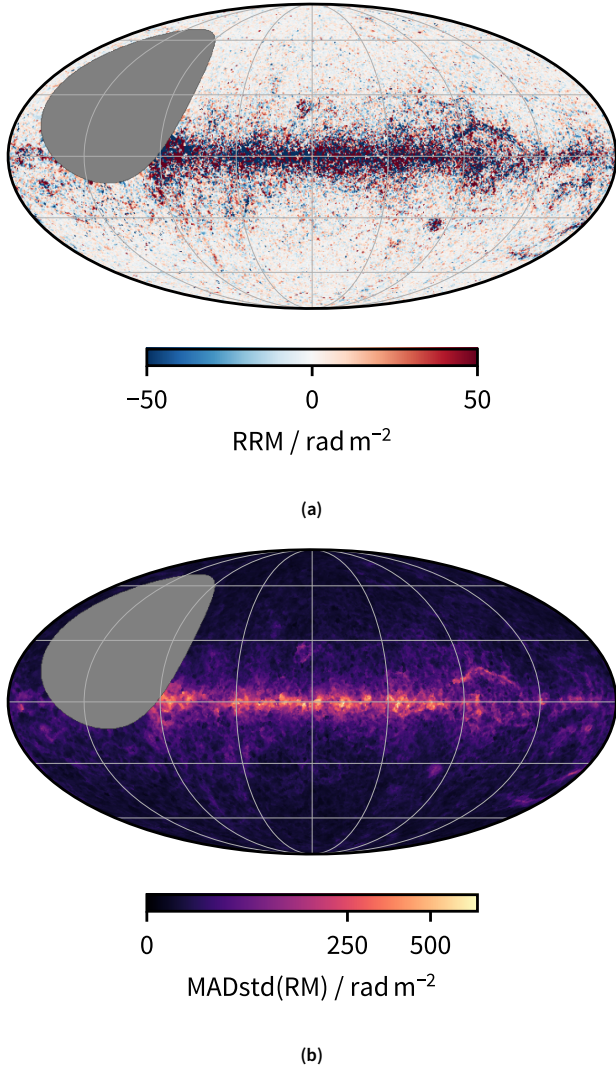 −50 0 50
RRM / rad m⁻²
(a)
0 250 500
MADstd(RM) / rad m⁻²
(b)